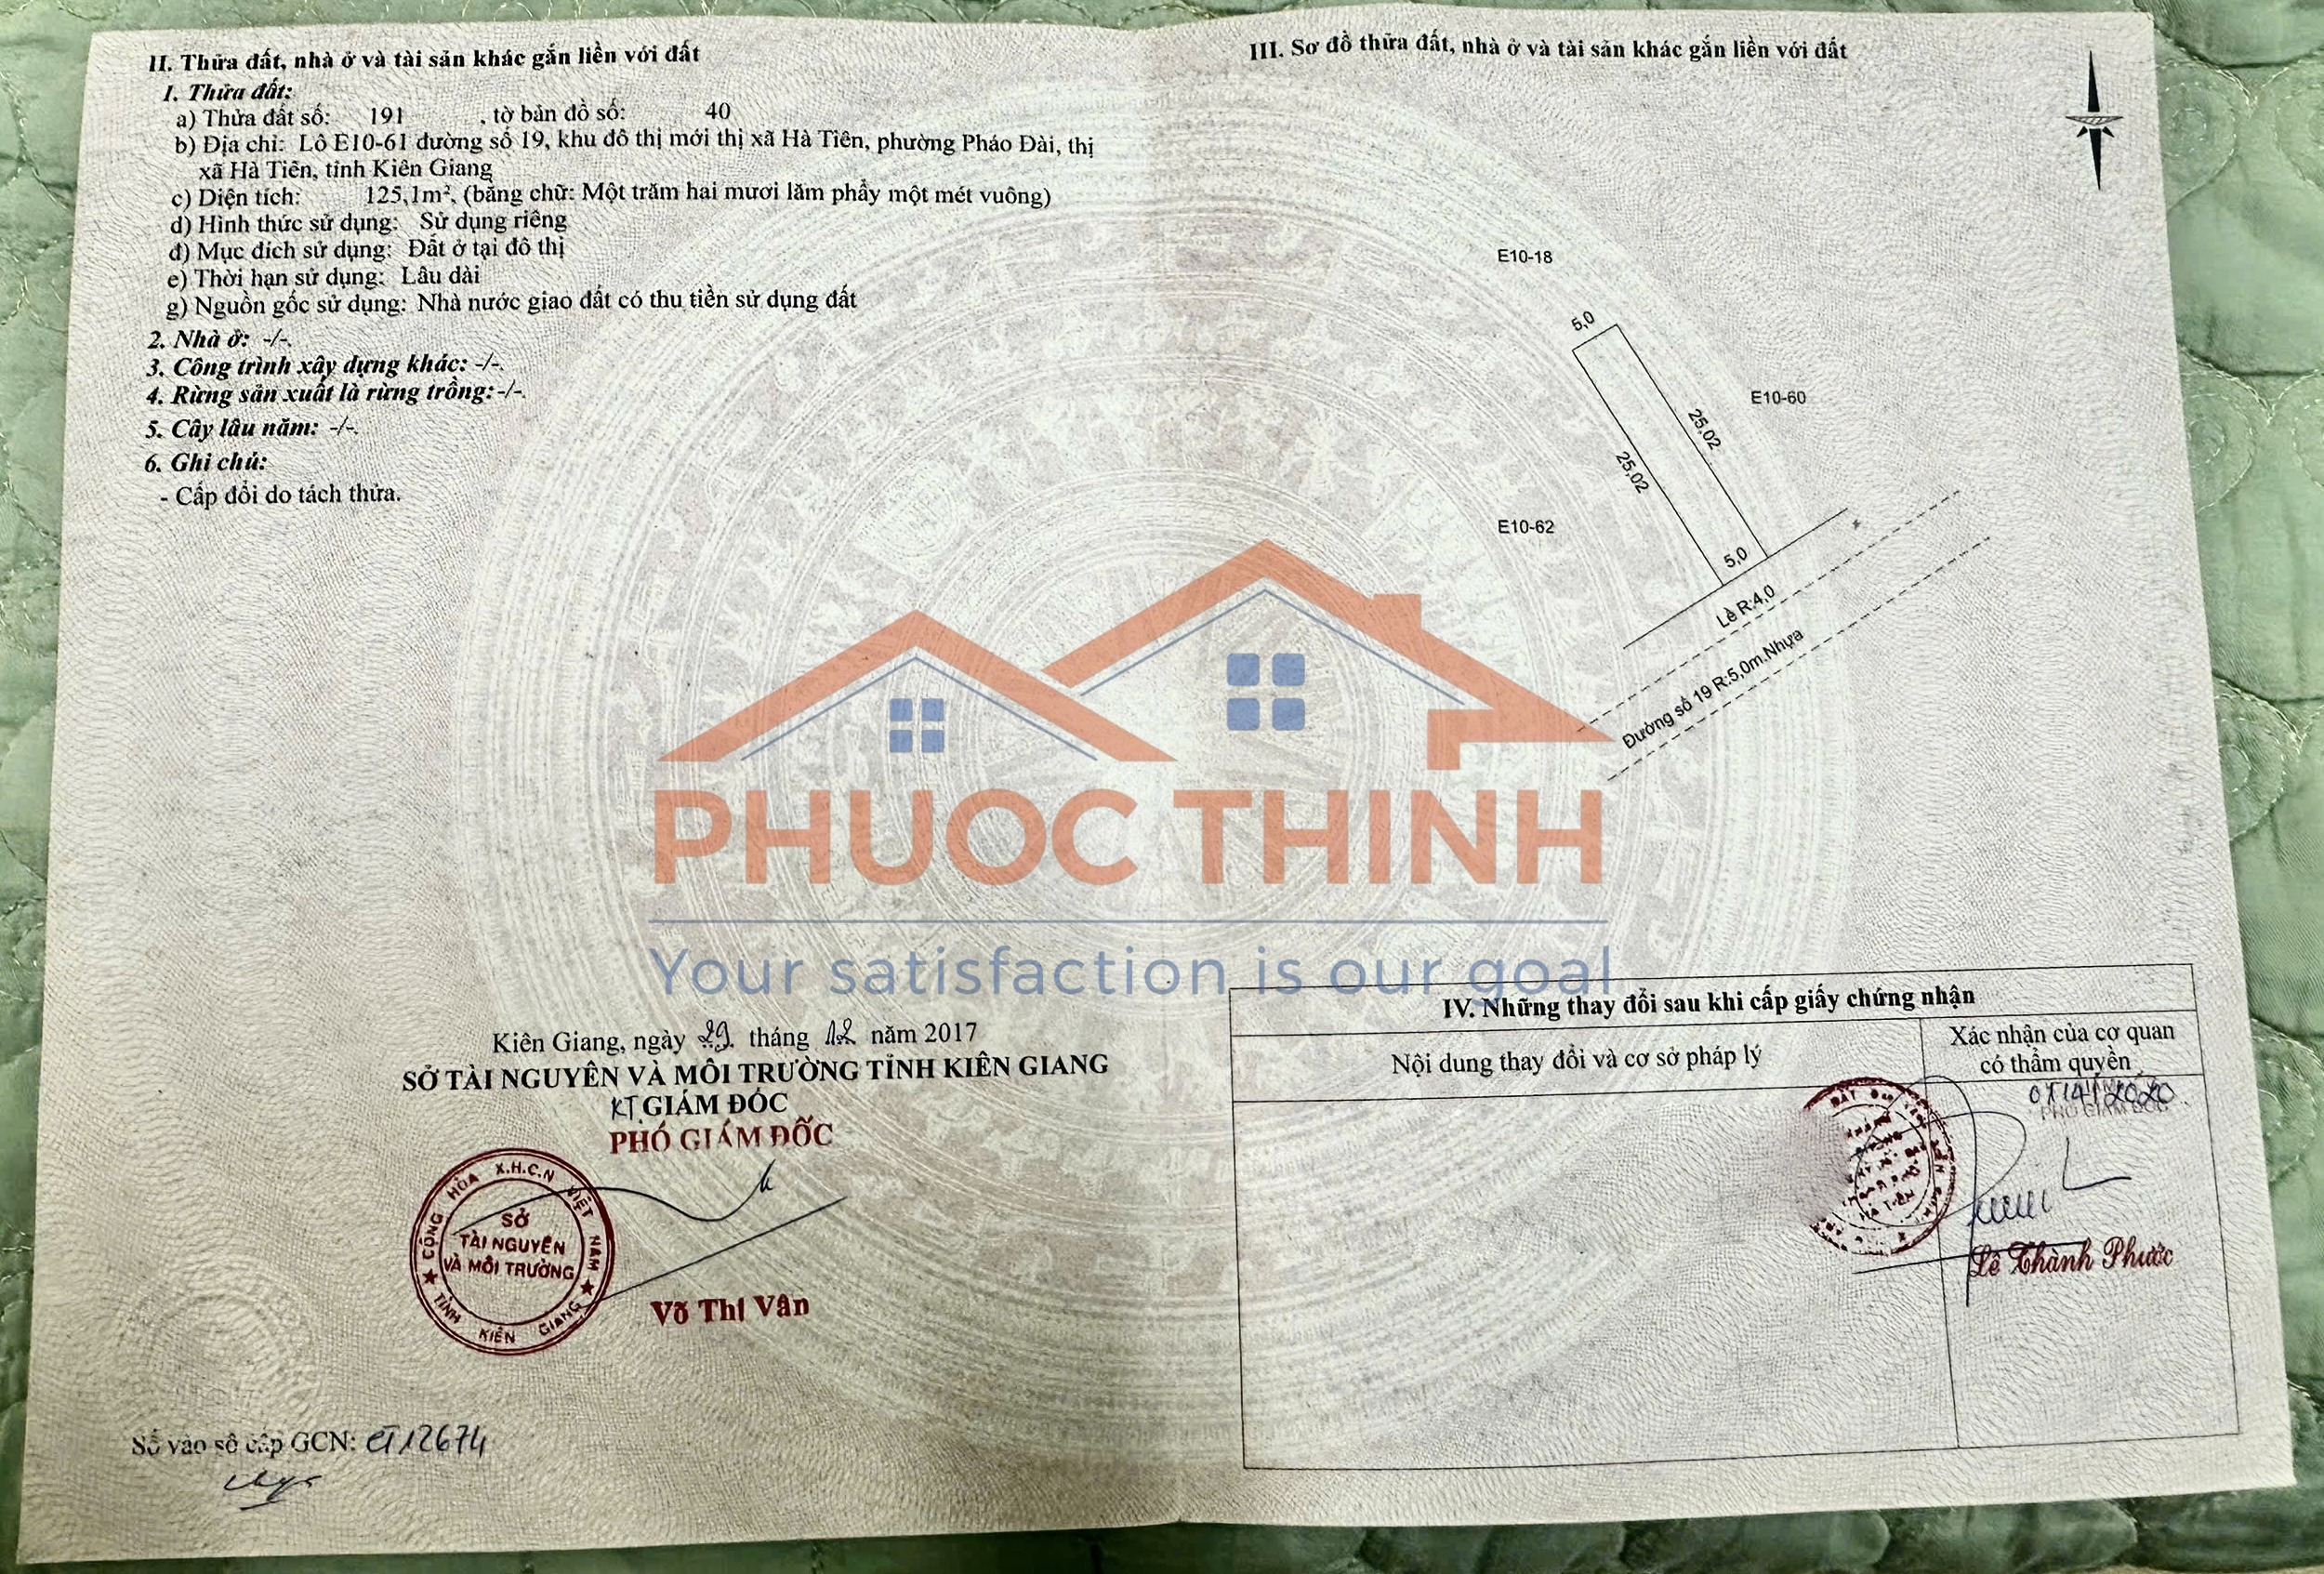 II. Thửa đất, nhà ở và tài sản khác gắn liền với đất
1. Thửa đất:
a) Thửa đất số: 191 , tờ bản đồ số: 40
b) Địa chỉ: Lô E10-61 đường số 19, khu đô thị mới thị xã Hà Tiên, phường Pháo Đài, thị
xã Hà Tiên, tỉnh Kiên Giang
c) Diện tích: 125,1m², (bằng chữ: Một trăm hai mươi lăm phẩy một mét vuông)
d) Hình thức sử dụng: Sử dụng riêng
đ) Mục đích sử dụng: Đất ở tại đô thị
e) Thời hạn sử dụng: Lâu dài
g) Nguồn gốc sử dụng: Nhà nước giao đất có thu tiền sử dụng đất
2. Nhà ở: -/-.
3. Công trình xây dựng khác: -/-.
4. Rừng sản xuất là rừng trồng: -/-.
5. Cây lâu năm: -/-.
6. Ghi chú:
- Cấp đổi do tách thửa.
Kiên Giang, ngày 29 tháng 12 năm 2017
SỞ TÀI NGUYÊN VÀ MÔI TRƯỜNG TỈNH KIÊN GIANG
KT GIÁM ĐỐC
PHÓ GIÁM ĐỐC
CỘNG HÒA X.H.C.N VIỆT NAM
SỞ
TÀI NGUYÊN
VÀ MÔI TRƯỜNG
TỈNH KIÊN GIANG
Võ Thị Vân
Số vào sổ cấp GCN: CT12674
III. Sơ đồ thửa đất, nhà ở và tài sản khác gắn liền với đất
E10-18
5,0
E10-60
25,02
25,02
E10-62
5,0
Lề R:4,0
Đường số 19 R:5,0m.Nhựa
PHUOC THINH
Your satisfaction is our goal
IV. Những thay đổi sau khi cấp giấy chứng nhận
Nội dung thay đổi và cơ sở pháp lý
Xác nhận của cơ quan
có thẩm quyền
PHÓ GIÁM ĐỐC
HÀ TIÊN
Lê Thành Phước